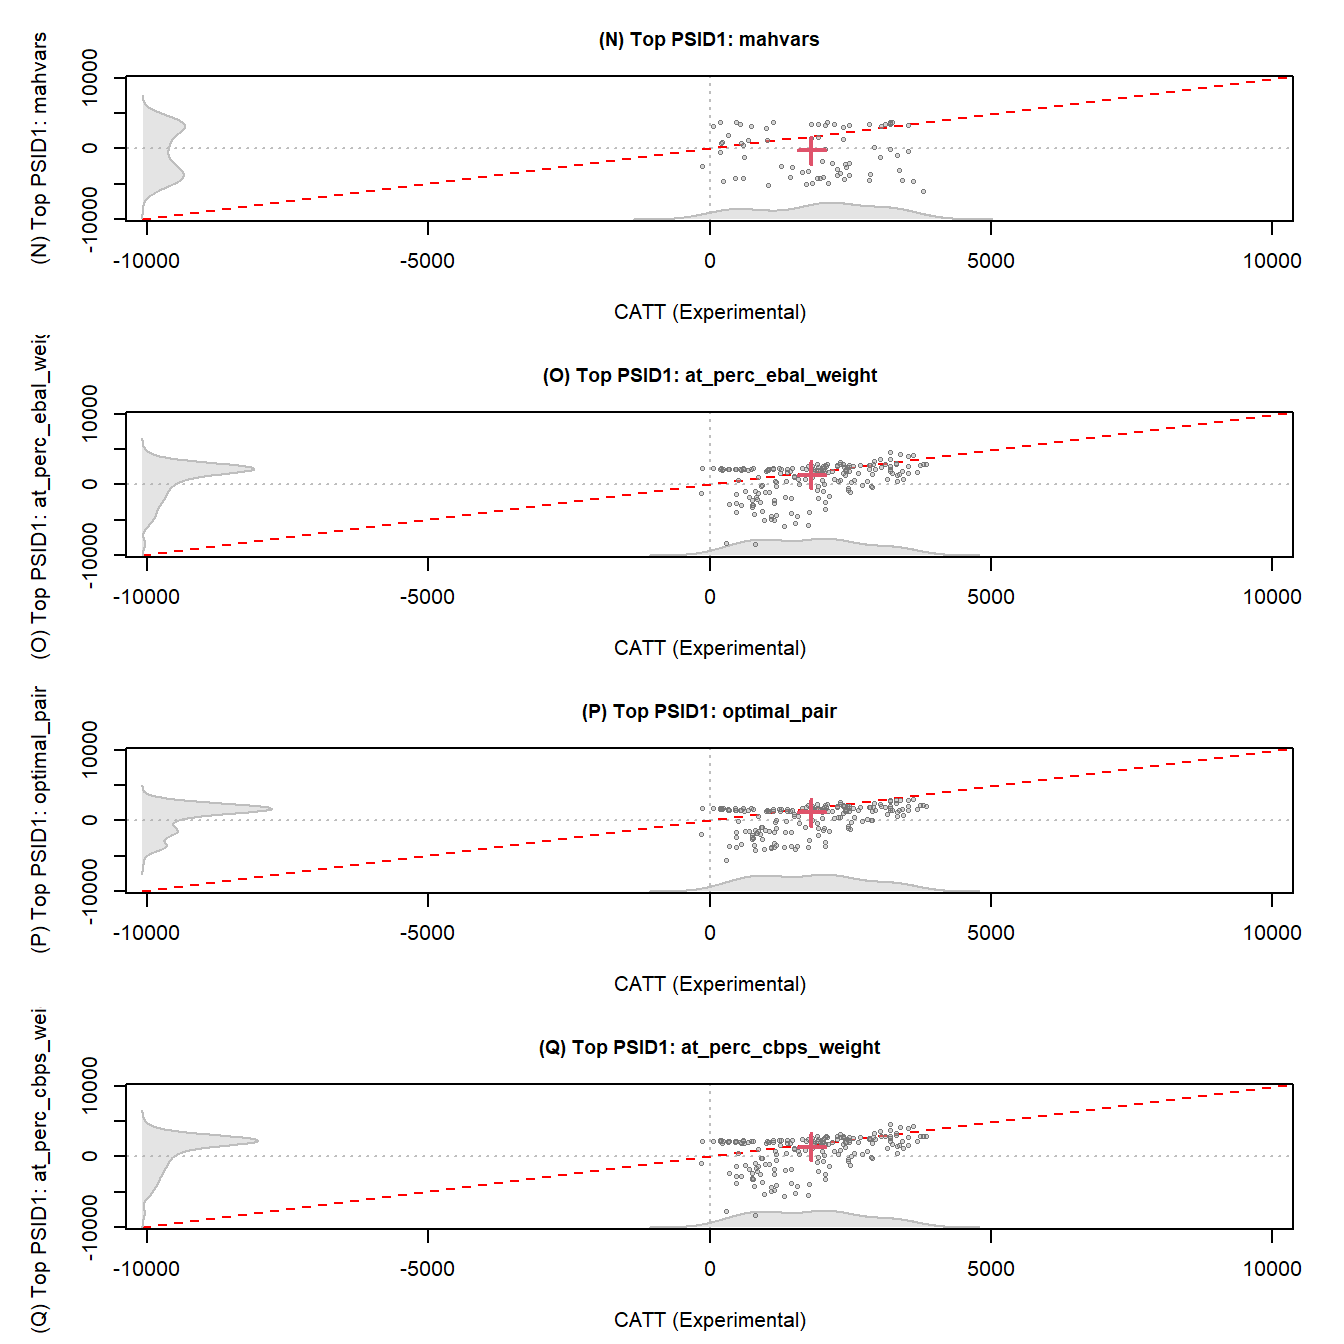 (N) Top PSID1: mahvars
(N) Top PSID1: mahvars
10000
0
-10000
-10000
-5000
0
5000
10000
CATT (Experimental)
(O) Top PSID1: at_perc_ebal_weight
(O) Top PSID1: at_perc_ebal_weig
10000
0
-10000
-10000
-5000
0
5000
10000
CATT (Experimental)
(P) Top PSID1: optimal_pair
(P) Top PSID1: optimal_pair
10000
0
-10000
-10000
-5000
0
5000
10000
CATT (Experimental)
(Q) Top PSID1: at_perc_cbps_weight
(Q) Top PSID1: at_perc_cbps_wei
10000
0
-10000
-10000
-5000
0
5000
10000
CATT (Experimental)